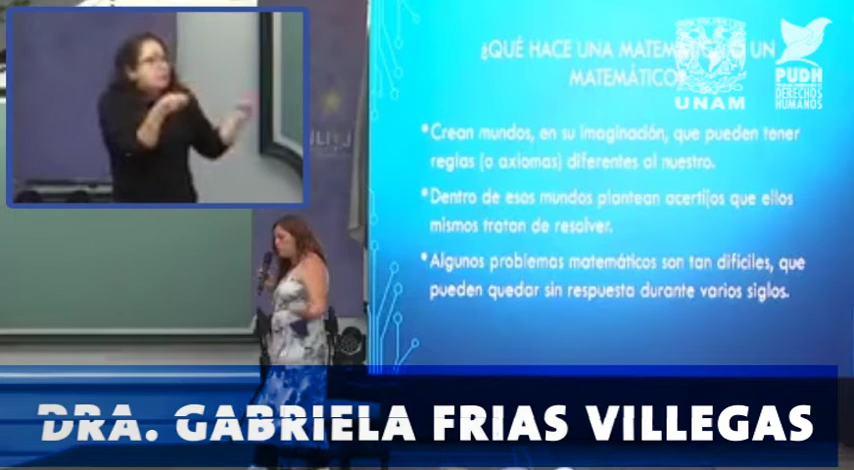 ¿QUÉ HACE UNA MATEMÁTICA O UN
MATEMÁTICO?
UNAM
PUDH
DERECHOS
HUMANOS
•Crean mundos, en su imaginación, que pueden tener
reglas (o axiomas) diferentes al nuestro.
•Dentro de esos mundos plantean acertijos que ellos
mismos tratan de resolver.
•Algunos problemas matemáticos son tan difíciles, que
pueden quedar sin respuesta durante varios siglos.
DRA. GABRIELA FRIAS VILLEGAS